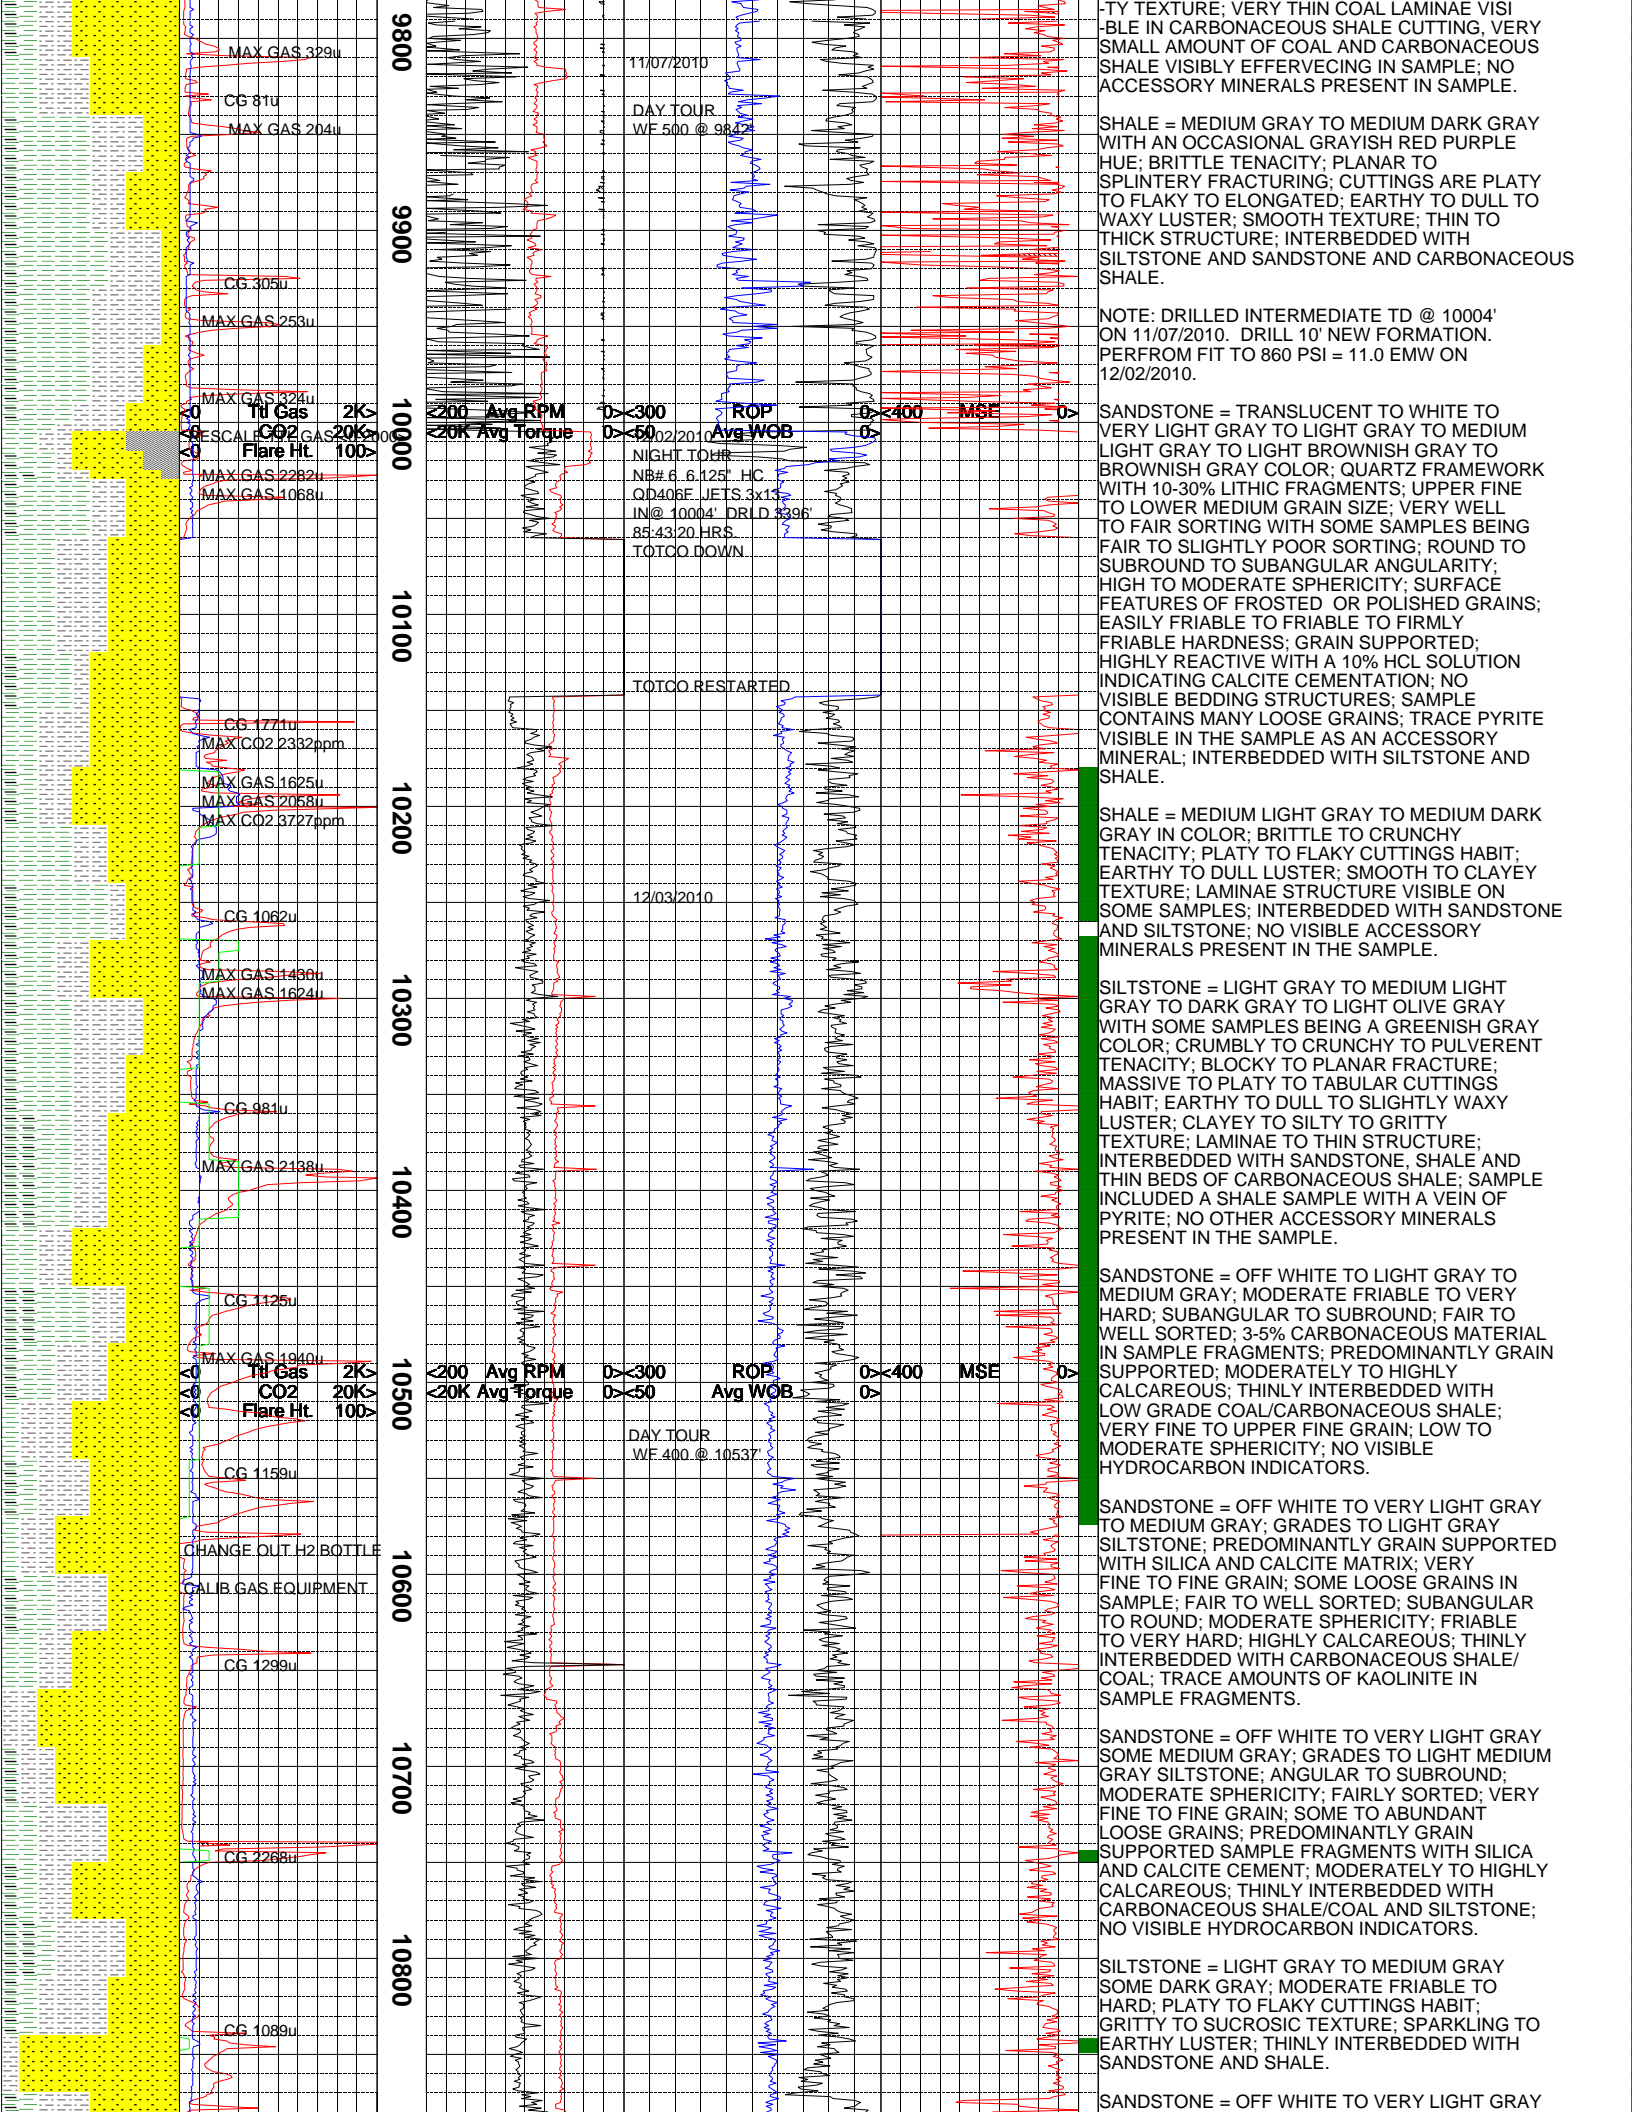 -TY TEXTURE; VERY THIN COAL LAMINAE VISI
-BLE IN CARBONACEOUS SHALE CUTTING, VERY
SMALL AMOUNT OF COAL AND CARBONACEOUS
SHALE VISIBLY EFFERVECING IN SAMPLE; NO
ACCESSORY MINERALS PRESENT IN SAMPLE.
SHALE = MEDIUM GRAY TO MEDIUM DARK GRAY
WITH AN OCCASIONAL GRAYISH RED PURPLE
HUE; BRITTLE TENACITY; PLANAR TO
SPLINTERY FRACTURING; CUTTINGS ARE PLATY
TO FLAKY TO ELONGATED; EARTHY TO DULL TO
WAXY LUSTER; SMOOTH TEXTURE; THIN TO
THICK STRUCTURE; INTERBEDDED WITH
SILTSTONE AND SANDSTONE AND CARBONACEOUS
SHALE.
NOTE: DRILLED INTERMEDIATE TD @ 10004'
ON 11/07/2010.  DRILL 10' NEW FORMATION.
PERFROM FIT TO 860 PSI = 11.0 EMW ON
12/02/2010.
SANDSTONE = TRANSLUCENT TO WHITE TO
VERY LIGHT GRAY TO LIGHT GRAY TO MEDIUM
LIGHT GRAY TO LIGHT BROWNISH GRAY TO
BROWNISH GRAY COLOR; QUARTZ FRAMEWORK
WITH 10-30% LITHIC FRAGMENTS; UPPER FINE
TO LOWER MEDIUM GRAIN SIZE; VERY WELL
TO FAIR SORTING WITH SOME SAMPLES BEING
FAIR TO SLIGHTLY POOR SORTING; ROUND TO
SUBROUND TO SUBANGULAR ANGULARITY;
HIGH TO MODERATE SPHERICITY; SURFACE
FEATURES OF FROSTED  OR POLISHED GRAINS;
EASILY FRIABLE TO FRIABLE TO FIRMLY
FRIABLE HARDNESS; GRAIN SUPPORTED;
HIGHLY REACTIVE WITH A 10% HCL SOLUTION
INDICATING CALCITE CEMENTATION; NO
VISIBLE BEDDING STRUCTURES; SAMPLE
CONTAINS MANY LOOSE GRAINS; TRACE PYRITE
VISIBLE IN THE SAMPLE AS AN ACCESSORY
MINERAL; INTERBEDDED WITH SILTSTONE AND
SHALE.
SHALE = MEDIUM LIGHT GRAY TO MEDIUM DARK
GRAY IN COLOR; BRITTLE TO CRUNCHY
TENACITY; PLATY TO FLAKY CUTTINGS HABIT;
EARTHY TO DULL LUSTER; SMOOTH TO CLAYEY
TEXTURE; LAMINAE STRUCTURE VISIBLE ON
SOME SAMPLES; INTERBEDDED WITH SANDSTONE
AND SILTSTONE; NO VISIBLE ACCESSORY
MINERALS PRESENT IN THE SAMPLE.
SILTSTONE = LIGHT GRAY TO MEDIUM LIGHT
GRAY TO DARK GRAY TO LIGHT OLIVE GRAY
WITH SOME SAMPLES BEING A GREENISH GRAY
COLOR; CRUMBLY TO CRUNCHY TO PULVERENT
TENACITY; BLOCKY TO PLANAR FRACTURE;
MASSIVE TO PLATY TO TABULAR CUTTINGS
HABIT; EARTHY TO DULL TO SLIGHTLY WAXY
LUSTER; CLAYEY TO SILTY TO GRITTY
TEXTURE; LAMINAE TO THIN STRUCTURE;
INTERBEDDED WITH SANDSTONE, SHALE AND
THIN BEDS OF CARBONACEOUS SHALE; SAMPLE
INCLUDED A SHALE SAMPLE WITH A VEIN OF
PYRITE; NO OTHER ACCESSORY MINERALS
PRESENT IN THE SAMPLE.
SANDSTONE = OFF WHITE TO LIGHT GRAY TO
MEDIUM GRAY; MODERATE FRIABLE TO VERY
HARD; SUBANGULAR TO SUBROUND; FAIR TO
WELL SORTED; 3-5% CARBONACEOUS MATERIAL
IN SAMPLE FRAGMENTS; PREDOMINANTLY GRAIN
SUPPORTED; MODERATELY TO HIGHLY
CALCAREOUS; THINLY INTERBEDDED WITH
LOW GRADE COAL/CARBONACEOUS SHALE;
VERY FINE TO UPPER FINE GRAIN; LOW TO
MODERATE SPHERICITY; NO VISIBLE
HYDROCARBON INDICATORS.
SANDSTONE = OFF WHITE TO VERY LIGHT GRAY
TO MEDIUM GRAY; GRADES TO LIGHT GRAY
SILTSTONE; PREDOMINANTLY GRAIN SUPPORTED
WITH SILICA AND CALCITE MATRIX; VERY
FINE TO FINE GRAIN; SOME LOOSE GRAINS IN
SAMPLE; FAIR TO WELL SORTED; SUBANGULAR
TO ROUND; MODERATE SPHERICITY; FRIABLE
TO VERY HARD; HIGHLY CALCAREOUS; THINLY
INTERBEDDED WITH CARBONACEOUS SHALE/
COAL; TRACE AMOUNTS OF KAOLINITE IN
SAMPLE FRAGMENTS.
SANDSTONE = OFF WHITE TO VERY LIGHT GRAY
SOME MEDIUM GRAY; GRADES TO LIGHT MEDIUM
GRAY SILTSTONE; ANGULAR TO SUBROUND;
MODERATE SPHERICITY; FAIRLY SORTED; VERY
FINE TO FINE GRAIN; SOME TO ABUNDANT
LOOSE GRAINS; PREDOMINANTLY GRAIN
SUPPORTED SAMPLE FRAGMENTS WITH SILICA
AND CALCITE CEMENT; MODERATELY TO HIGHLY
CALCAREOUS; THINLY INTERBEDDED WITH
CARBONACEOUS SHALE/COAL AND SILTSTONE;
NO VISIBLE HYDROCARBON INDICATORS.
SILTSTONE = LIGHT GRAY TO MEDIUM GRAY
SOME DARK GRAY; MODERATE FRIABLE TO
HARD; PLATY TO FLAKY CUTTINGS HABIT;
GRITTY TO SUCROSIC TEXTURE; SPARKLING TO
EARTHY LUSTER; THINLY INTERBEDDED WITH
SANDSTONE AND SHALE.
SANDSTONE = OFF WHITE TO VERY LIGHT GRAY
MAX GAS 329u
CG 81u
MAX GAS 204u
CG 305u
MAX GAS 253u
MAX GAS 324u
<0 Ttl Gas 2K>
<0 CO2 20K>
<0 Flare Ht. 100>
MAX GAS 2282u
MAX GAS 1068u
CG 1771u
MAX CO2 2332ppm
MAX GAS 1625u
MAX GAS 2058u
MAX CO2 3727ppm
CG 1062u
MAX GAS 1430u
MAX GAS 1624u
CG 981u
MAX GAS 2138u
CG 1125u
MAX GAS 1940u
<0 Ttl Gas 2K>
<0 CO2 20K>
<0 Flare Ht. 100>
CG 1159u
CHANGE OUT H2 BOTTLE
CALIB GAS EQUIPMENT
CG 1299u
CG 2268u
CG 1089u
9800
9900
10000
10100
10200
10300
10400
10500
10600
10700
10800
11/07/2010
DAY TOUR
WF 500 @ 9842'
<200 Avg RPM 0><300 ROP 0><400 MSE 0>
<20K Avg Torque 0><50 Avg WOB 0>
12/02/2010
NIGHT TOUR
NB# 6 6.125" HC
QD406F JETS 3x13
IN@ 10004' DRLD 3396'
85:43:20 HRS.
TOTCO DOWN
TOTCO RESTARTED
12/03/2010
<200 Avg RPM 0><300 ROP 0><400 MSE 0>
<20K Avg Torque 0><50 Avg WOB 0>
DAY TOUR
WF 400 @ 10537'